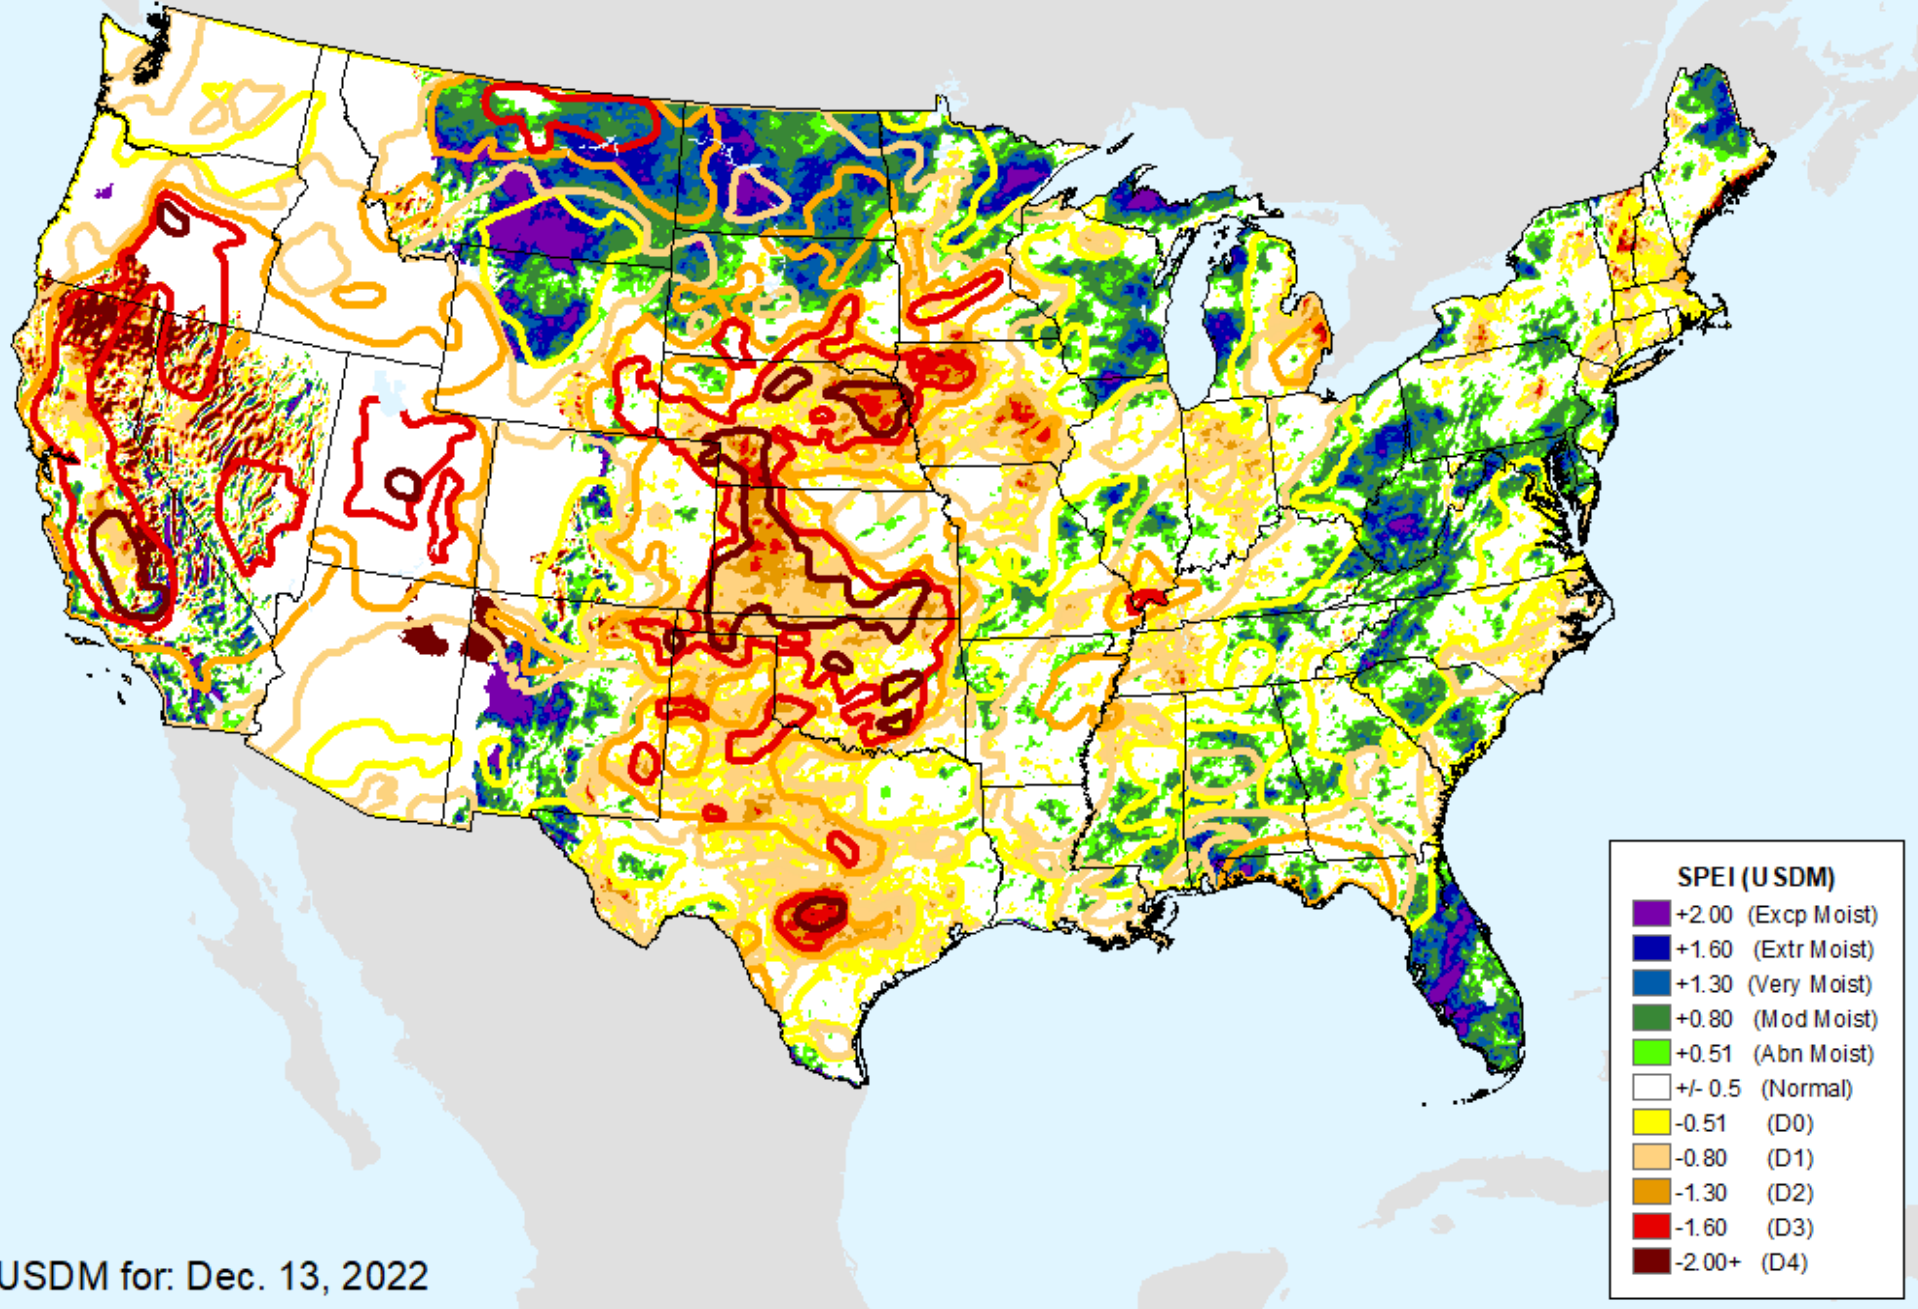 SPEI (USDM)
+2.00 (Excp Moist)
+1.60 (Extr Moist)
+1.30 (Very Moist)
+0.80 (Mod Moist)
+0.51 (Abn Moist)
+/- 0.5 (Normal)
-0.51 (D0)
-0.80 (D1)
-1.30 (D2)
-1.60 (D3)
-2.00+ (D4)
USDM for: Dec. 13, 2022